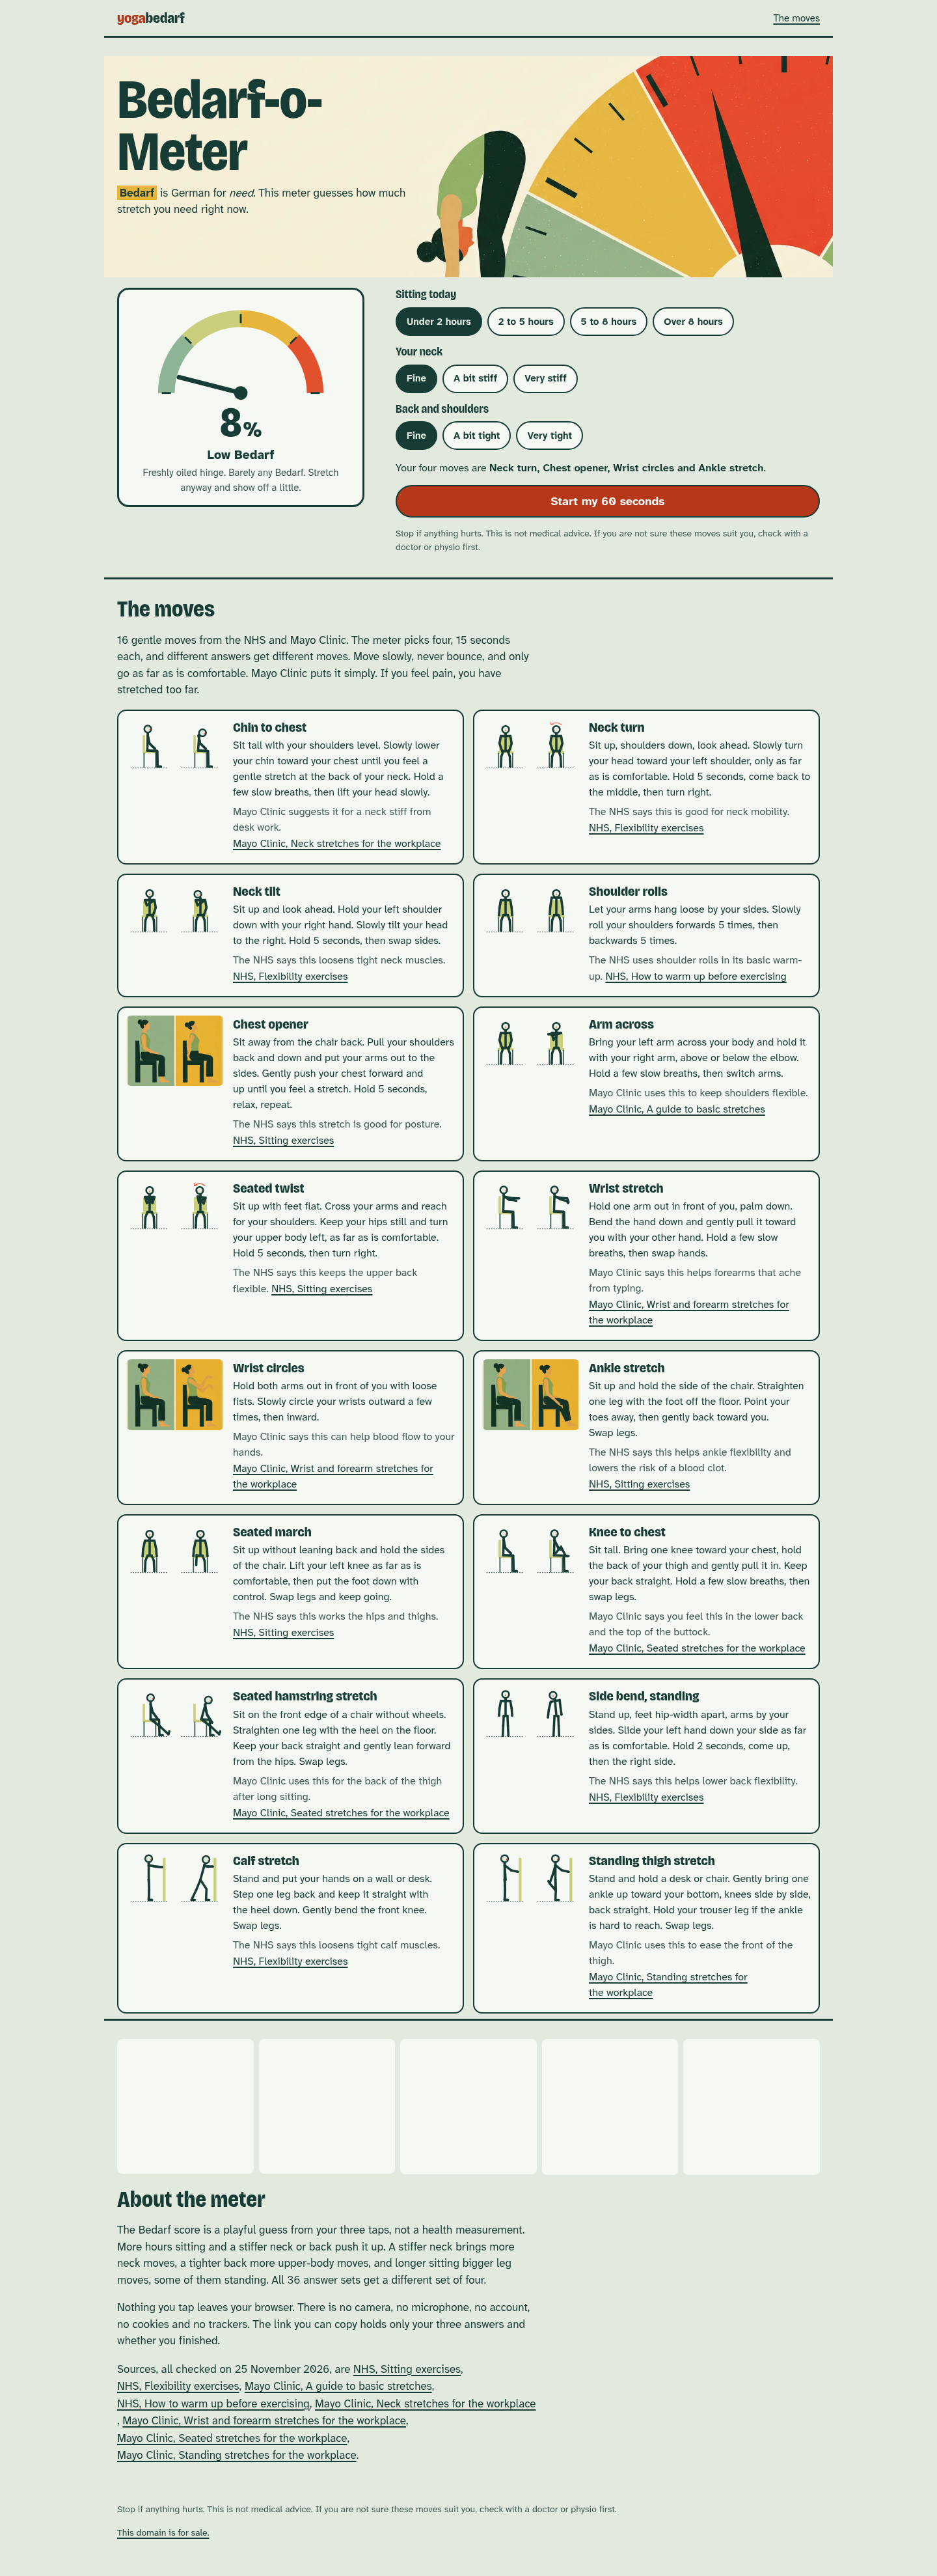 yogabedarf
The moves
Bedarf-o-
Meter
Bedarf is German for need. This meter guesses how much
stretch you need right now.
8%
Low Bedarf
Freshly oiled hinge. Barely any Bedarf. Stretch
anyway and show off a little.
Sitting today
Under 2 hours
2 to 5 hours
5 to 8 hours
Over 8 hours
Your neck
Fine
A bit stiff
Very stiff
Back and shoulders
Fine
A bit tight
Very tight
Your four moves are Neck turn, Chest opener, Wrist circles and Ankle stretch.
Start my 60 seconds
Stop if anything hurts. This is not medical advice. If you are not sure these moves suit you, check with a
doctor or physio first.
The moves
16 gentle moves from the NHS and Mayo Clinic. The meter picks four, 15 seconds
each, and different answers get different moves. Move slowly, never bounce, and only
go as far as is comfortable. Mayo Clinic puts it simply. If you feel pain, you have
stretched too far.
Chin to chest
Sit tall with your shoulders level. Slowly lower
your chin toward your chest until you feel a
gentle stretch at the back of your neck. Hold a
few slow breaths, then lift your head slowly.
Mayo Clinic suggests it for a neck stiff from
desk work.
Mayo Clinic, Neck stretches for the workplace
Neck turn
Sit up, shoulders down, look ahead. Slowly turn
your head toward your left shoulder, only as far
as is comfortable. Hold 5 seconds, come back to
the middle, then turn right.
The NHS says this is good for neck mobility.
NHS, Flexibility exercises
Neck tilt
Sit up and look ahead. Hold your left shoulder
down with your right hand. Slowly tilt your head
to the right. Hold 5 seconds, then swap sides.
The NHS says this loosens tight neck muscles.
NHS, Flexibility exercises
Shoulder rolls
Let your arms hang loose by your sides. Slowly
roll your shoulders forwards 5 times, then
backwards 5 times.
The NHS uses shoulder rolls in its basic warm-
up. NHS, How to warm up before exercising
Chest opener
Sit away from the chair back. Pull your shoulders
back and down and put your arms out to the
sides. Gently push your chest forward and
up until you feel a stretch. Hold 5 seconds,
relax, repeat.
The NHS says this stretch is good for posture.
NHS, Sitting exercises
Arm across
Bring your left arm across your body and hold it
with your right arm, above or below the elbow.
Hold a few slow breaths, then switch arms.
Mayo Clinic uses this to keep shoulders flexible.
Mayo Clinic, A guide to basic stretches
Seated twist
Sit up with feet flat. Cross your arms and reach
for your shoulders. Keep your hips still and turn
your upper body left, as far as is comfortable.
Hold 5 seconds, then turn right.
The NHS says this keeps the upper back
flexible. NHS, Sitting exercises
Wrist stretch
Hold one arm out in front of you, palm down.
Bend the hand down and gently pull it toward
you with your other hand. Hold a few slow
breaths, then swap hands.
Mayo Clinic says this helps forearms that ache
from typing.
Mayo Clinic, Wrist and forearm stretches for
the workplace
Wrist circles
Hold both arms out in front of you with loose
fists. Slowly circle your wrists outward a few
times, then inward.
Mayo Clinic says this can help blood flow to your
hands.
Mayo Clinic, Wrist and forearm stretches for
the workplace
Ankle stretch
Sit up and hold the side of the chair. Straighten
one leg with the foot off the floor. Point your
toes away, then gently back toward you.
Swap legs.
The NHS says this helps ankle flexibility and
lowers the risk of a blood clot.
NHS, Sitting exercises
Seated march
Sit up without leaning back and hold the sides
of the chair. Lift your left knee as far as is
comfortable, then put the foot down with
control. Swap legs and keep going.
The NHS says this works the hips and thighs.
NHS, Sitting exercises
Knee to chest
Sit tall. Bring one knee toward your chest, hold
the back of your thigh and gently pull it in. Keep
your back straight. Hold a few slow breaths, then
swap legs.
Mayo Clinic says you feel this in the lower back
and the top of the buttock.
Mayo Clinic, Seated stretches for the workplace
Seated hamstring stretch
Sit on the front edge of a chair without wheels.
Straighten one leg with the heel on the floor.
Keep your back straight and gently lean forward
from the hips. Swap legs.
Mayo Clinic uses this for the back of the thigh
after long sitting.
Mayo Clinic, Seated stretches for the workplace
Side bend, standing
Stand up, feet hip-width apart, arms by your
sides. Slide your left hand down your side as far
as is comfortable. Hold 2 seconds, come up,
then the right side.
The NHS says this helps lower back flexibility.
NHS, Flexibility exercises
Calf stretch
Stand and put your hands on a wall or desk.
Step one leg back and keep it straight with
the heel down. Gently bend the front knee.
Swap legs.
The NHS says this loosens tight calf muscles.
NHS, Flexibility exercises
Standing thigh stretch
Stand and hold a desk or chair. Gently bring one
ankle up toward your bottom, knees side by side,
back straight. Hold your trouser leg if the ankle
is hard to reach. Swap legs.
Mayo Clinic uses this to ease the front of the
thigh.
Mayo Clinic, Standing stretches for
the workplace
About the meter
The Bedarf score is a playful guess from your three taps, not a health measurement.
More hours sitting and a stiffer neck or back push it up. A stiffer neck brings more
neck moves, a tighter back more upper-body moves, and longer sitting bigger leg
moves, some of them standing. All 36 answer sets get a different set of four.
Nothing you tap leaves your browser. There is no camera, no microphone, no account,
no cookies and no trackers. The link you can copy holds only your three answers and
whether you finished.
Sources, all checked on 25 November 2026, are NHS, Sitting exercises,
NHS, Flexibility exercises, Mayo Clinic, A guide to basic stretches,
NHS, How to warm up before exercising, Mayo Clinic, Neck stretches for the workplace
, Mayo Clinic, Wrist and forearm stretches for the workplace,
Mayo Clinic, Seated stretches for the workplace,
Mayo Clinic, Standing stretches for the workplace.
Stop if anything hurts. This is not medical advice. If you are not sure these moves suit you, check with a doctor or physio first.
This domain is for sale.